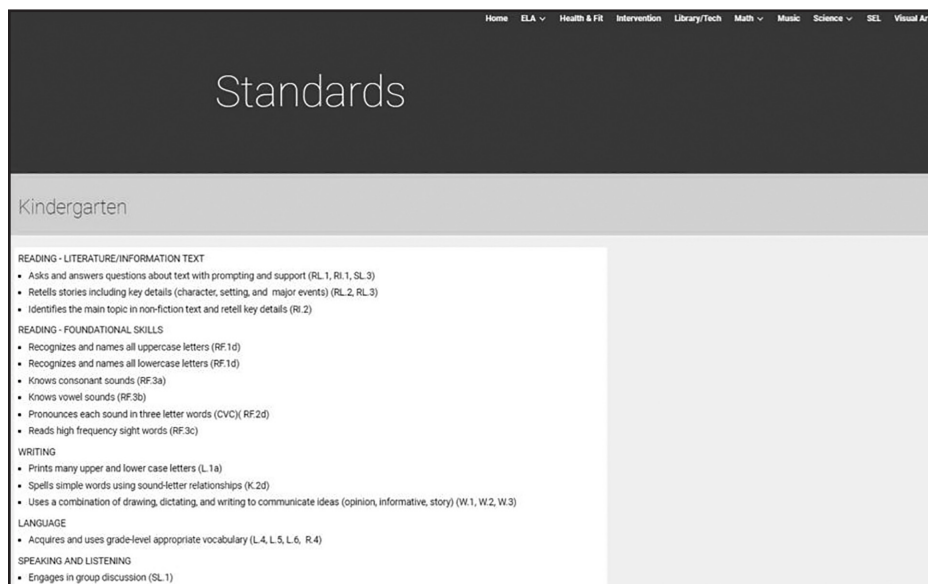 Home ELA Health & Fit Intervention Library/Tech Math Music Science SEL Visual Ar
Standards
Kindergarten
READING - LITERATURE/INFORMATION TEXT
• Asks and answers questions about text with prompting and support (RL.1, RI.1, SL.3)
• Retells stories including key details (character, setting, and major events) (RL.2, RL.3)
• Identifies the main topic in non-fiction text and retell key details (RI.2)
READING - FOUNDATIONAL SKILLS
• Recognizes and names all uppercase letters (RF.1d)
• Recognizes and names all lowercase letters (RF.1d)
• Knows consonant sounds (RF.3a)
• Knows vowel sounds (RF.3b)
• Pronounces each sound in three letter words (CVC)( RF.2d)
• Reads high frequency sight words (RF.3c)
WRITING
• Prints many upper and lower case letters (L.1a)
• Spells simple words using sound-letter relationships (K.2d)
• Uses a combination of drawing, dictating, and writing to communicate ideas (opinion, informative, story) (W.1, W.2, W.3)
LANGUAGE
• Acquires and uses grade-level appropriate vocabulary (L.4, L.5, L.6, R.4)
SPEAKING AND LISTENING
• Engages in group discussion (SL.1)